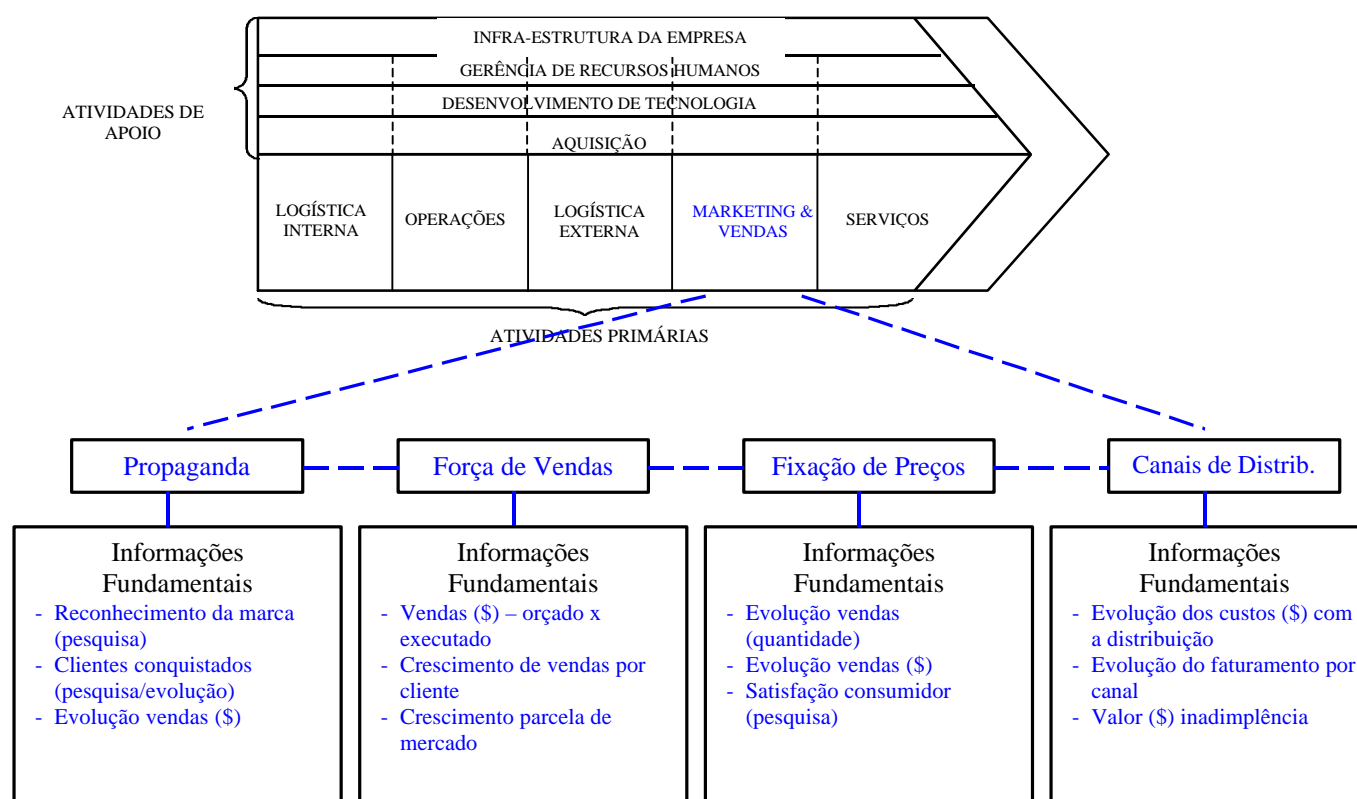 INFRA-ESTRUTURA DA EMPRESA
GERÊNCIA DE RECURSOS HUMANOS
DESENVOLVIMENTO DE TECNOLOGIA
AQUISIÇÃO
ATIVIDADES DE
APOIO
LOGÍSTICA
INTERNA
OPERAÇÕES
LOGÍSTICA
EXTERNA
MARKETING &
VENDAS
SERVIÇOS
ATIVIDADES PRIMÁRIAS
Propaganda
Força de Vendas
Fixação de Preços
Canais de Distrib.
Informações
Fundamentais
- Reconhecimento da marca
(pesquisa)
- Clientes conquistados
(pesquisa/evolução)
- Evolução vendas ($)
Informações
Fundamentais
- Vendas ($) – orçado x
executado
- Crescimento de vendas por
cliente
- Crescimento parcela de
mercado
Informações
Fundamentais
- Evolução vendas
(quantidade)
- Evolução vendas ($)
- Satisfação consumidor
(pesquisa)
Informações
Fundamentais
- Evolução dos custos ($) com
a distribuição
- Evolução do faturamento por
canal
- Valor ($) inadimplência